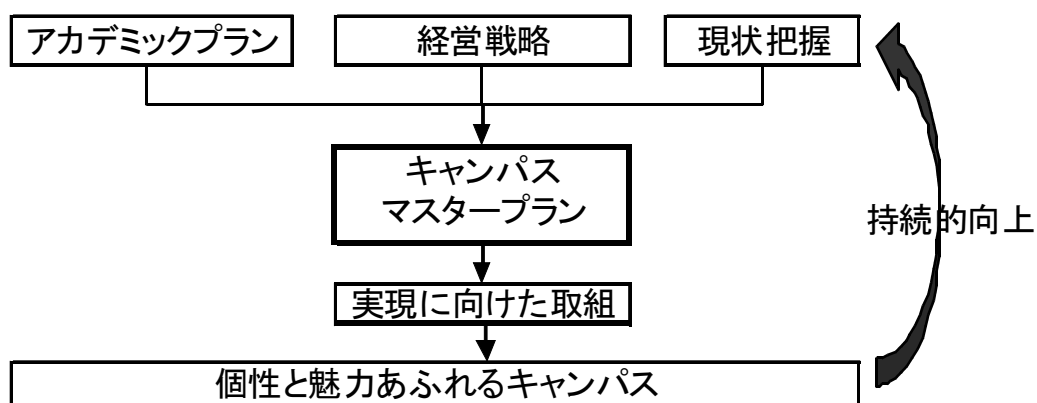 アカデミックプラン
経営戦略
現状把握
キャンパス
マスタープラン
持続的向上
実現に向けた取組
個性と魅力あふれるキャンパス